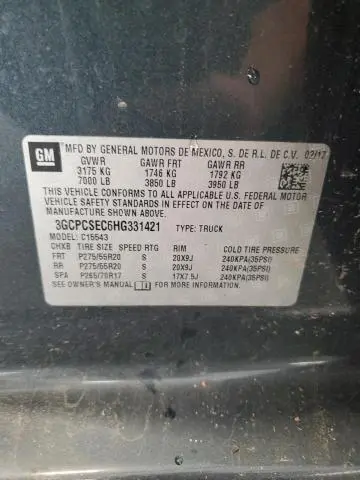 GM
MFD BY GENERAL MOTORS DE MEXICO, S. DE R.L. DE C.V. 02/17
GVWR GAWR FRT GAWR RR
3175 KG 1746 KG 1792 KG
7000 LB 3850 LB 3950 LB
THIS VEHICLE CONFORMS TO ALL APPLICABLE U.S. FEDERAL MOTOR
VEHICLE SAFETY STANDARDS IN EFFECT ON THE DATE OF
MANUFACTURE SHOWN ABOVE.
3GCPCSEC6HG331421 TYPE: TRUCK
CHXB C15543
TIRE SIZE SPEED RTG RIM COLD TIRE PRESSURE
FRT P275/55R20 S 20X9J 240KPA(35PSI)
RR P275/55R20 S 20X9J 240KPA(35PSI)
SPA P265/70R17 S 17X7.5J 240KPA(35PSI)
SEE OWNER'S MANUAL FOR MORE INFORMATION.